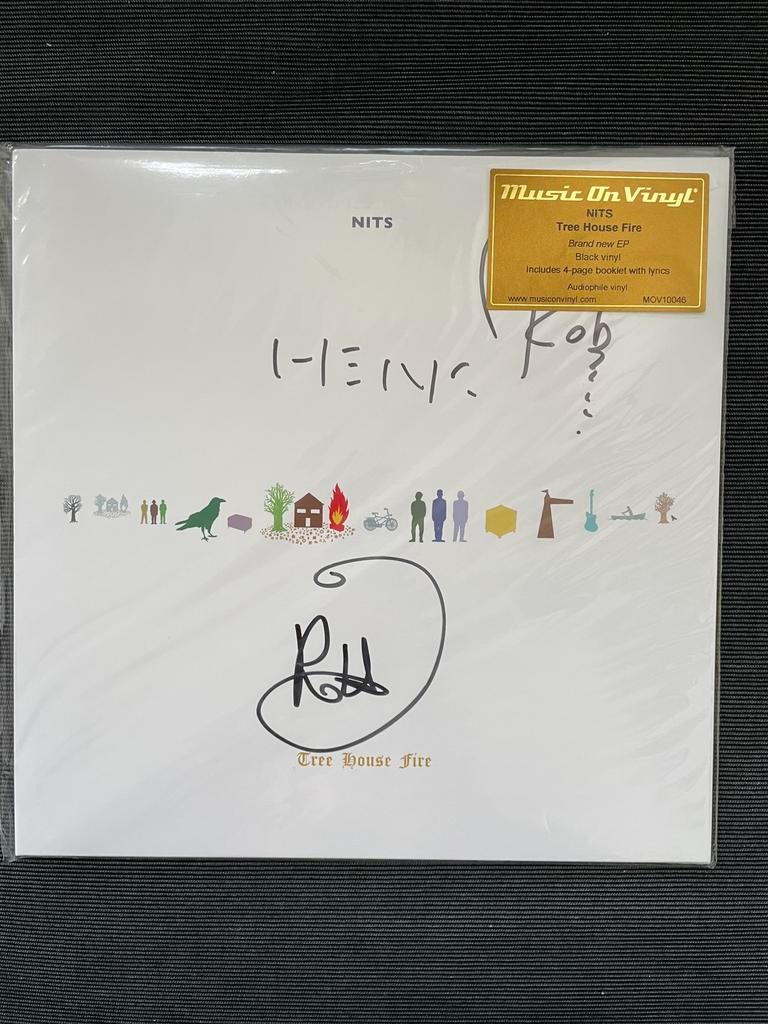 NITS
Music On Vinyl
NITS
Tree House Fire
Brand new EP
Black vinyl
Includes 4-page booklet with lyrics
Audiophile vinyl
www.musiconvinyl.com MOV10046
Rob
HENK
Tree House Fire